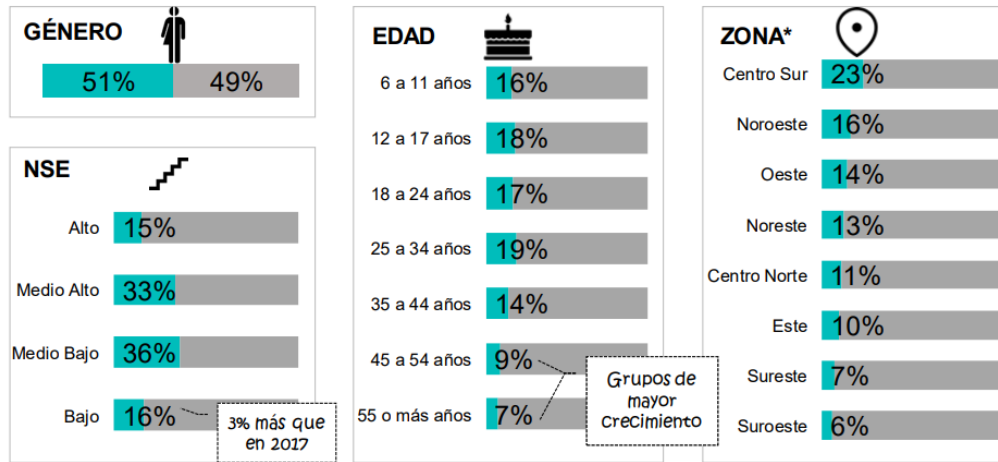 GÉNERO
51% 49%
NSE
Alto 15%
Medio Alto 33%
Medio Bajo 36%
Bajo 16%
3% más que
en 2017
EDAD
6 a 11 años 16%
12 a 17 años 18%
18 a 24 años 17%
25 a 34 años 19%
35 a 44 años 14%
45 a 54 años 9%
55 o más años 7%
Grupos de
mayor
crecimiento
ZONA*
Centro Sur 23%
Noroeste 16%
Oeste 14%
Noreste 13%
Centro Norte 11%
Este 10%
Sureste 7%
Suroeste 6%